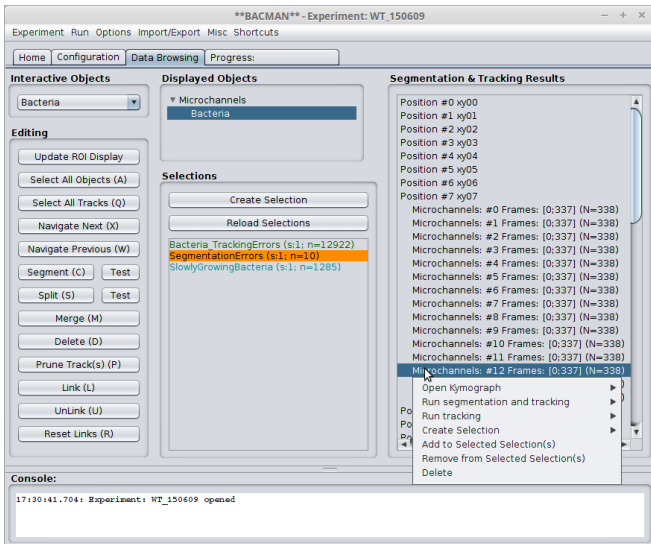 **BACMAN** - Experiment: WT_150609
Experiment Run Options Import/Export Misc Shortcuts
Home Configuration Data Browsing Progress:
Interactive Objects
Bacteria
Editing
Update ROI Display
Select All Objects (A)
Select All Tracks (Q)
Navigate Next (X)
Navigate Previous (W)
Segment (C) Test
Split (S) Test
Merge (M)
Delete (D)
Prune Track(s) (P)
Link (L)
UnLink (U)
Reset Links (R)
Displayed Objects
Microchannels
Bacteria
Selections
Create Selection
Reload Selections
Bacteria_TrackingErrors (s:1; n=12922)
SegmentationErrors (s:1; n=10)
SlowlyGrowingBacteria (s:1; n=1285)
Segmentation & Tracking Results
Position #0 xy00
Position #1 xy01
Position #2 xy02
Position #3 xy03
Position #4 xy04
Position #5 xy05
Position #6 xy06
Position #7 xy07
Microchannels: #0 Frames: [0;337] (N=338)
Microchannels: #1 Frames: [0;337] (N=338)
Microchannels: #2 Frames: [0;337] (N=338)
Microchannels: #3 Frames: [0;337] (N=338)
Microchannels: #4 Frames: [0;337] (N=338)
Microchannels: #5 Frames: [0;337] (N=338)
Microchannels: #6 Frames: [0;337] (N=338)
Microchannels: #7 Frames: [0;337] (N=338)
Microchannels: #8 Frames: [0;337] (N=338)
Microchannels: #9 Frames: [0;337] (N=338)
Microchannels: #10 Frames: [0;337] (N=338)
Microchannels: #11 Frames: [0;337] (N=338)
Microchannels: #12 Frames: [0;337] (N=338)
Open Kymograph
Run segmentation and tracking
Run tracking
Create Selection
Add to Selected Selection(s)
Remove from Selected Selection(s)
Delete
Console:
17:30:41.704: Experiment: WT_150609 opened